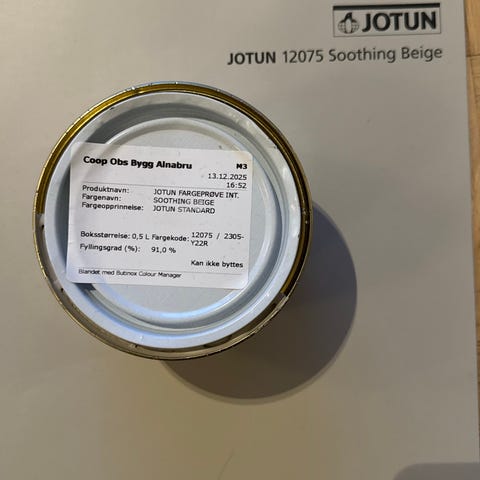 JOTUN
JOTUN 12075 Soothing Beige
Coop Obs Bygg Alnabru M3
13.12.2025
16:52
Produktnavn: JOTUN FARGEPRØVE INT.
Fargenavn: SOOTHING BEIGE
Fargeopprinnelse: JOTUN STANDARD
Boksstørrelse: 0,5 L Fargekode: 12075 / 2305-
Y22R
Fyllingsgrad (%): 91,0 %
Kan ikke byttes
Blandet med Butinox Colour Manager